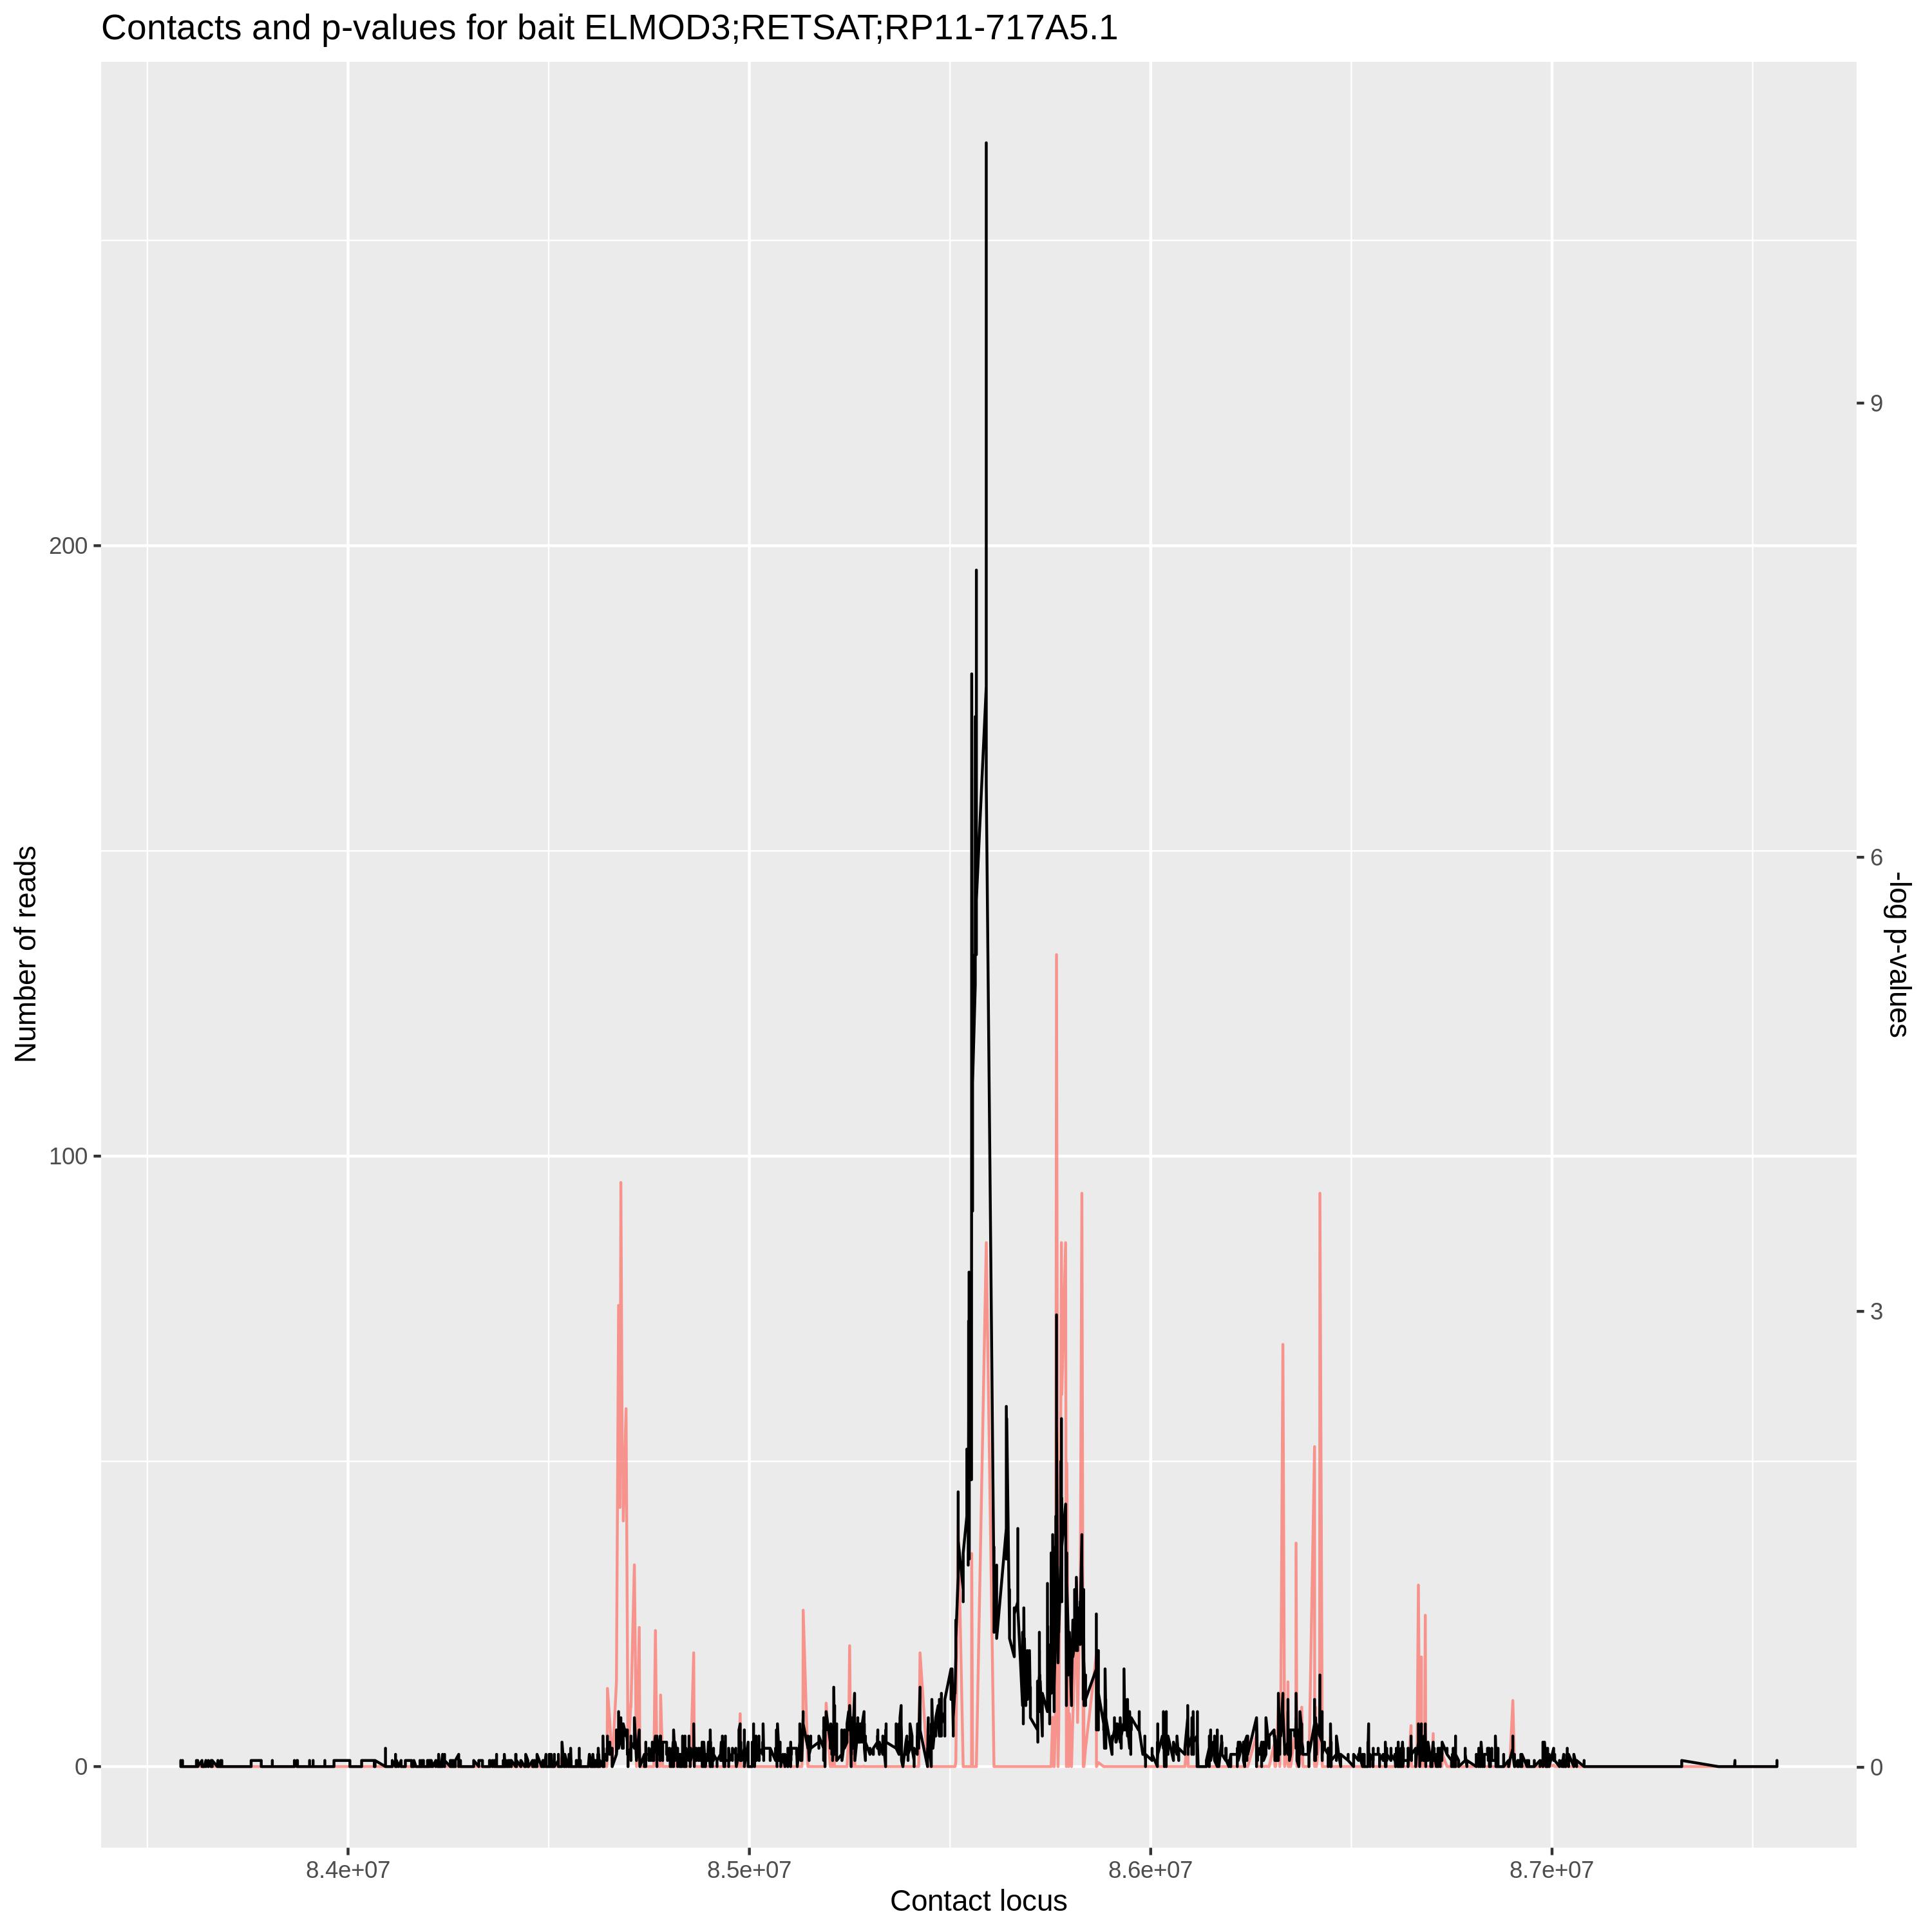 Contacts and p-values for bait ELMOD3;RETSAT;RP11-717A5.1
Number of reads
200
100
0
9
6
3
0
-log p-values
8.4e+07
8.5e+07
8.6e+07
8.7e+07
Contact locus